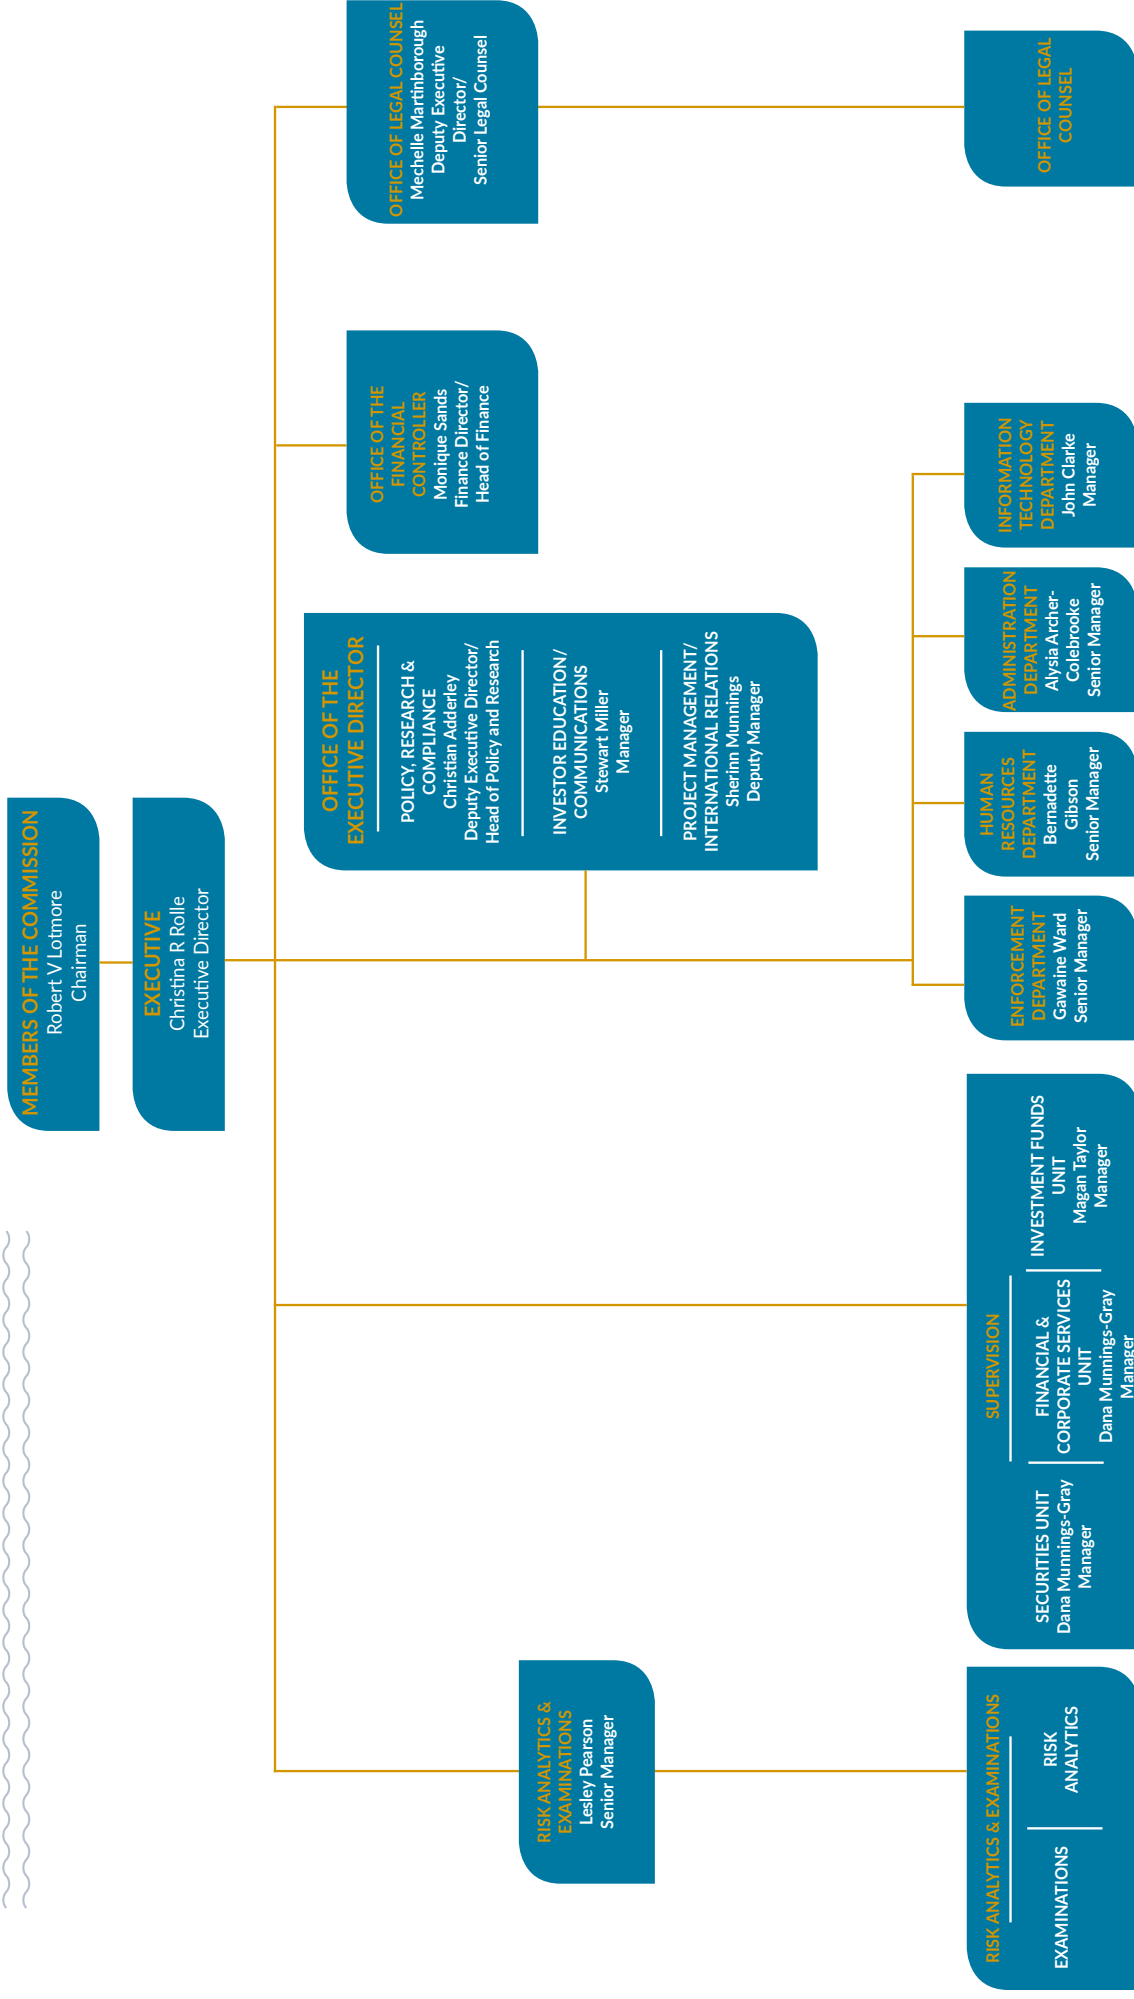 MEMBERS OF THE COMMISSION
Robert V Lotmore
Chairman
EXECUTIVE
Christina R Rolle
Executive Director
OFFICE OF THE
EXECUTIVE DIRECTOR
POLICY, RESEARCH &
COMPLIANCE
Christian Adderley
Deputy Executive Director/
Head of Policy and Research
INVESTOR EDUCATION/
COMMUNICATIONS
Stewart Miller
Manager
PROJECT MANAGEMENT/
INTERNATIONAL RELATIONS
Sherinn Munnings
Deputy Manager
OFFICE OF THE
FINANCIAL
CONTROLLER
Monique Sands
Finance Director/
Head of Finance
OFFICE OF LEGAL COUNSEL
Mechelle Martinborough
Deputy Executive
Director/
Senior Legal Counsel
RISK ANALYTICS &
EXAMINATIONS
Lesley Pearson
Senior Manager
RISK ANALYTICS & EXAMINATIONS
EXAMINATIONS
RISK
ANALYTICS
SUPERVISION
SECURITIES UNIT
Dana Munnings-Gray
Manager
FINANCIAL &
CORPORATE SERVICES
UNIT
Dana Munnings-Gray
Manager
INVESTMENT FUNDS
UNIT
Magan Taylor
Manager
ENFORCEMENT
DEPARTMENT
Gawaine Ward
Senior Manager
HUMAN
RESOURCES
DEPARTMENT
Bernadette
Gibson
Senior Manager
ADMINISTRATION
DEPARTMENT
Alysia Archer-
Colebrooke
Senior Manager
INFORMATION
TECHNOLOGY
DEPARTMENT
John Clarke
Manager
OFFICE OF LEGAL
COUNSEL